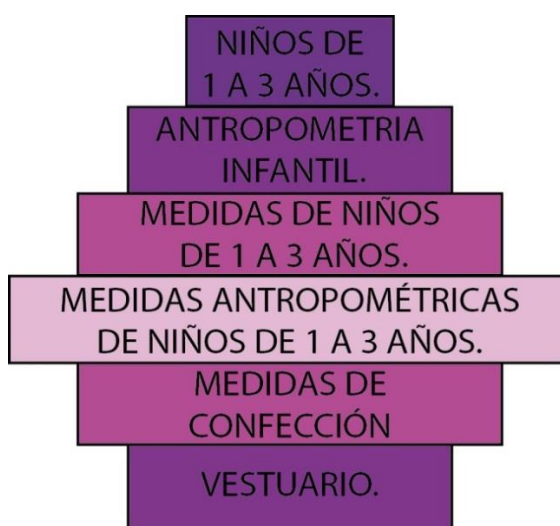 NIÑOS DE
1 A 3 AÑOS.
ANTROPOMETRIA
INFANTIL.
MEDIDAS DE NIÑOS
DE 1 A 3 AÑOS.
MEDIDAS ANTROPOMÉTRICAS
DE NIÑOS DE 1 A 3 AÑOS.
MEDIDAS DE
CONFECCIÓN
VESTUARIO.